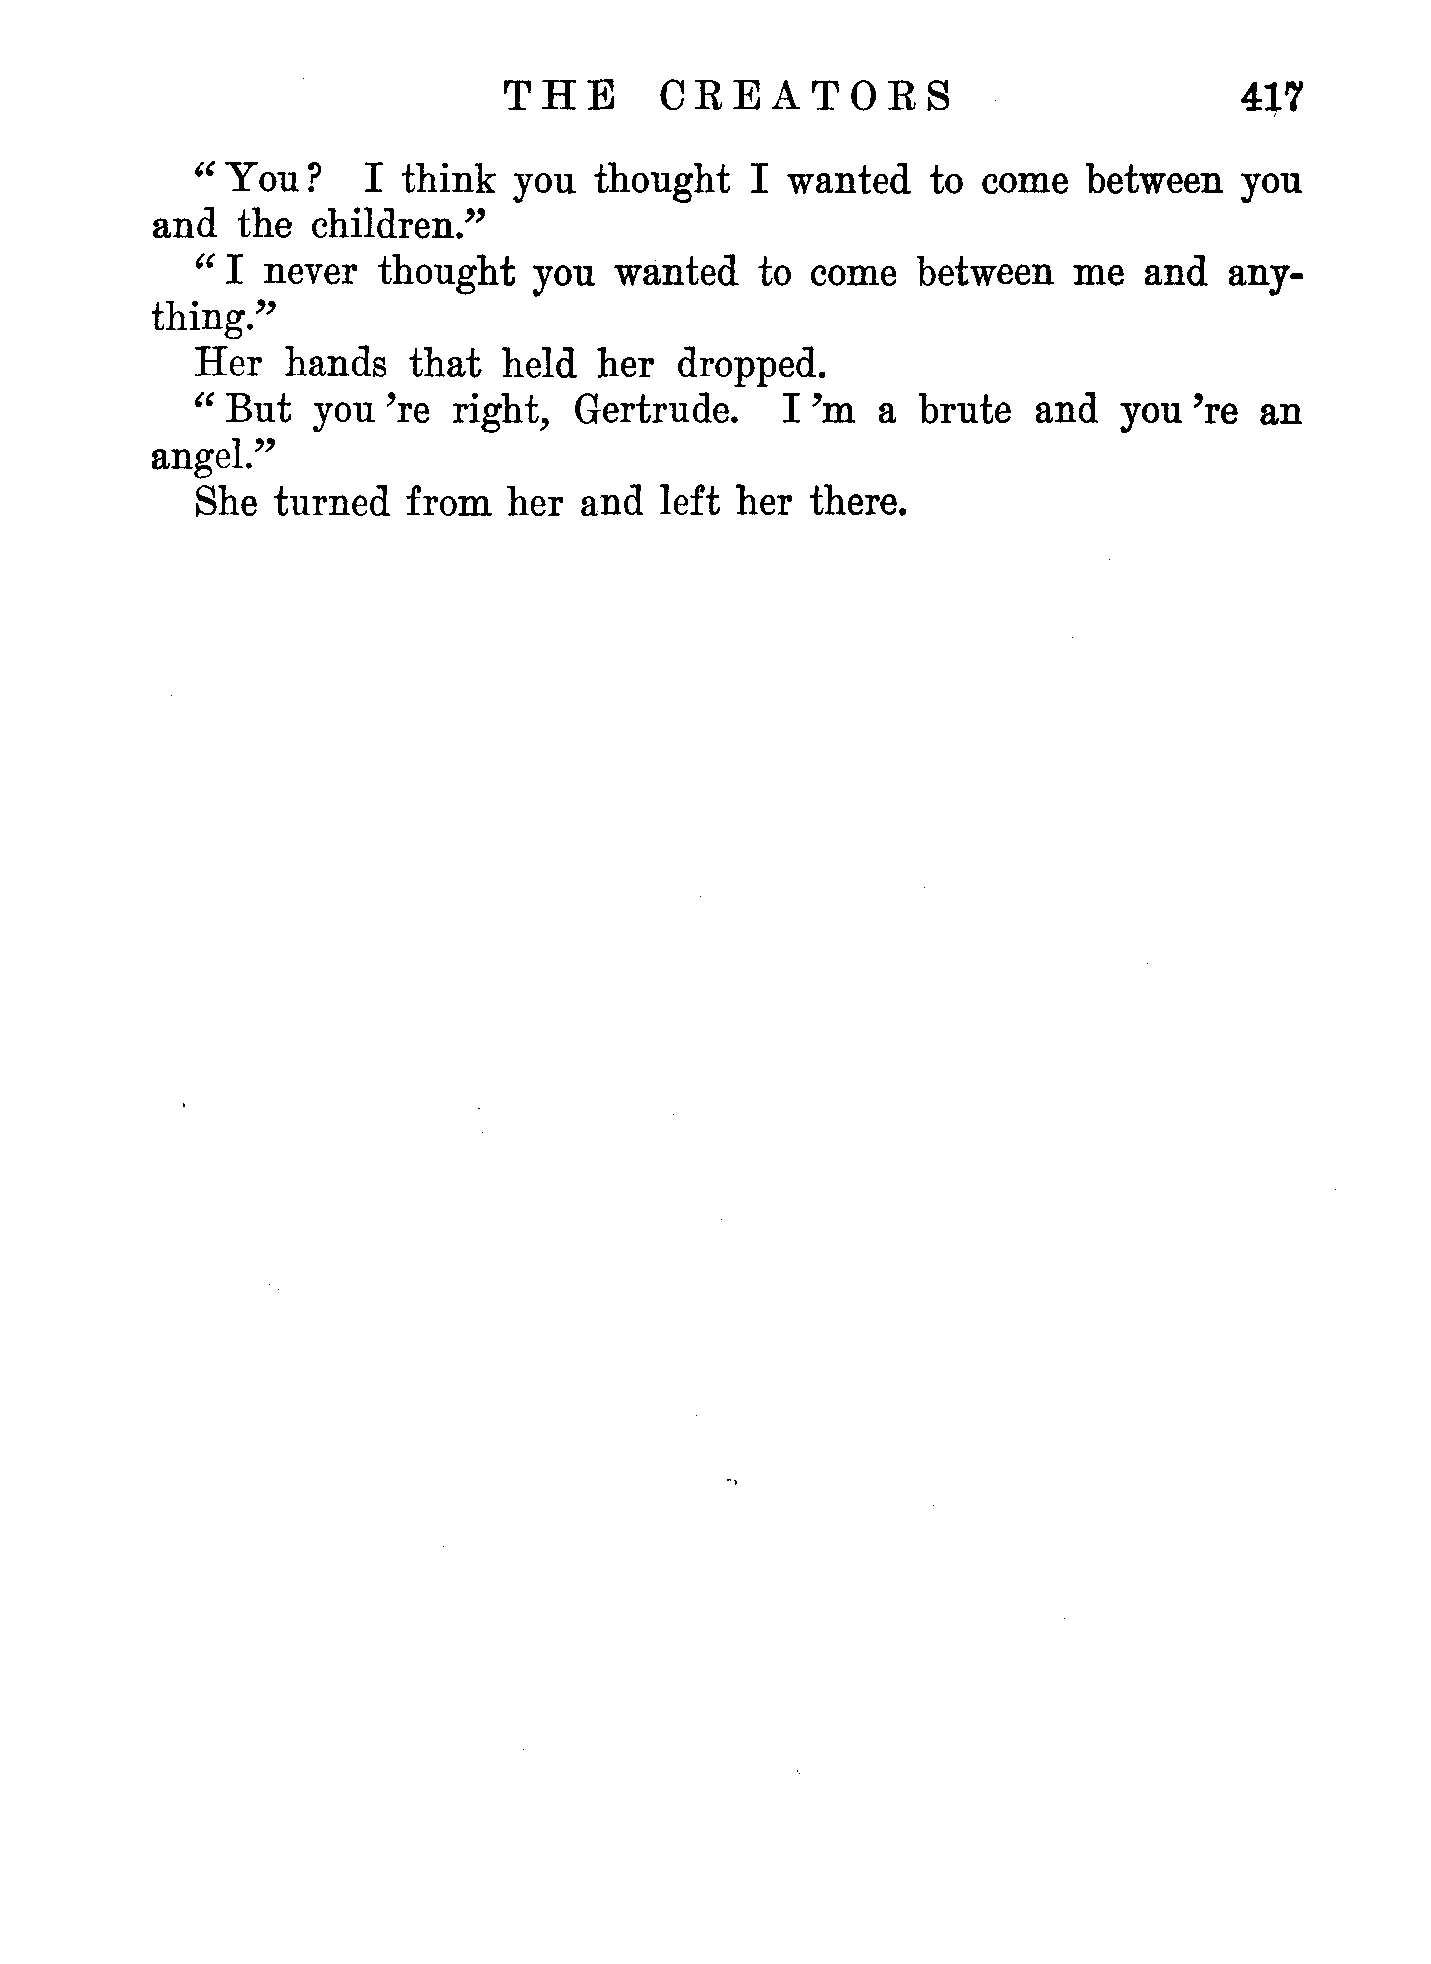 THE CREATORS 417
“You? I think you thought I wanted to come between you
and the children.”
“I never thought you wanted to come between me and any-
thing.”
Her hands that held her dropped.
“But you 're right, Gertrude. I 'm a brute and you 're an
angel.”
She turned from her and left her there.